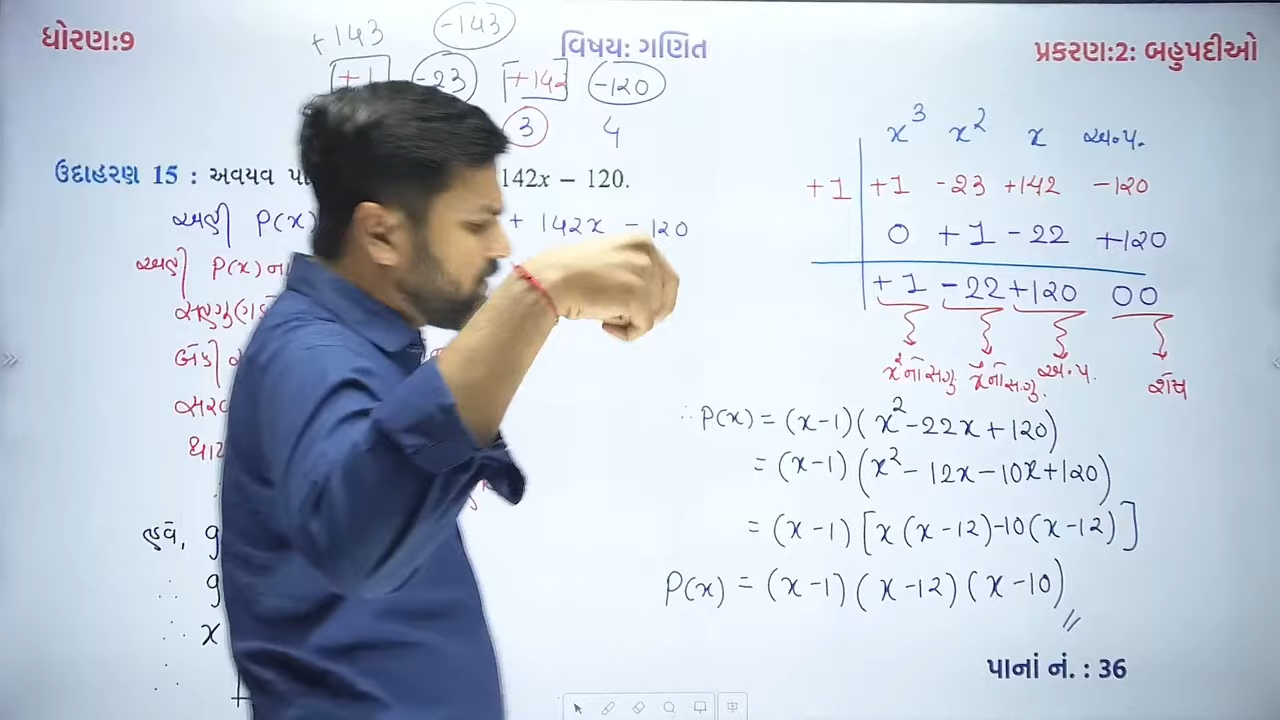 ધોરણ:9
વિષય: ગણિત
પ્રકરણ:2: બહુપદીઓ
+143 -143
+1 -23 +142 -120
3 4
ઉદાહરણ 15 : અવયવ 142x – 120.
અહીં P(x) + 142x - 120
અહીં P(x)ના
હવે, g
∴ g
∴ x
x³ x² x અ.પ.
+1 +1 -23 +142 -120
0 +1 -22 +120
+1 -22 +120 00
x²નો સગુ. xનો સગુ. અ.પ. શેષ
∴ P(x) = (x-1)(x²-22x+120)
= (x-1)(x²-12x-10x+120)
= (x-1)[x(x-12)-10(x-12)]
P(x) = (x-1)(x-12)(x-10)
પાનાં નં. : 36